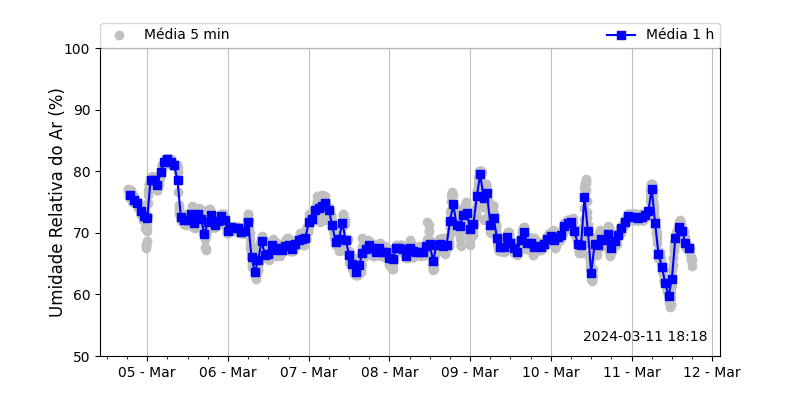 Média 5 min Média 1 h
Umidade Relativa do Ar (%)
100
90
80
70
60
50
2024-03-11 18:18
05 - Mar 06 - Mar 07 - Mar 08 - Mar 09 - Mar 10 - Mar 11 - Mar 12 - Mar